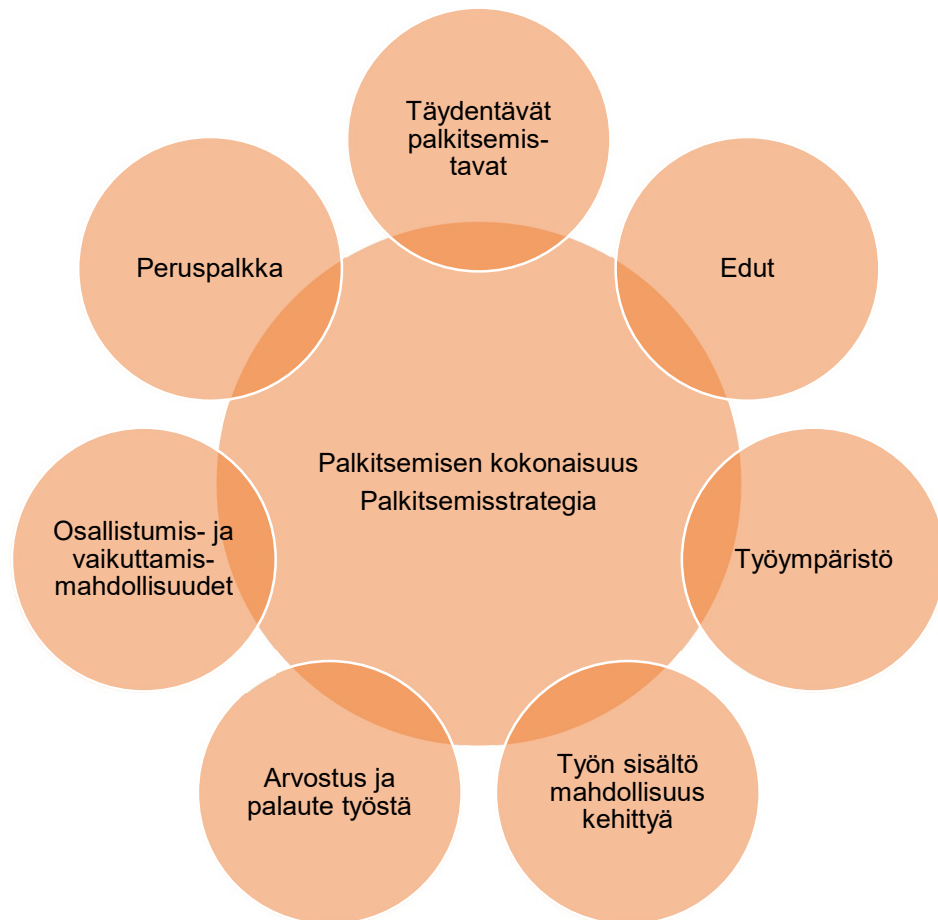 Täydentävät
palkitsemis-
tavat
Peruspalkka
Edut
Palkitsemisen kokonaisuus
Palkitsemisstrategia
Osallistumis- ja
vaikuttamis-
mahdollisuudet
Työympäristö
Arvostus ja
palaute työstä
Työn sisältö
mahdollisuus
kehittyä